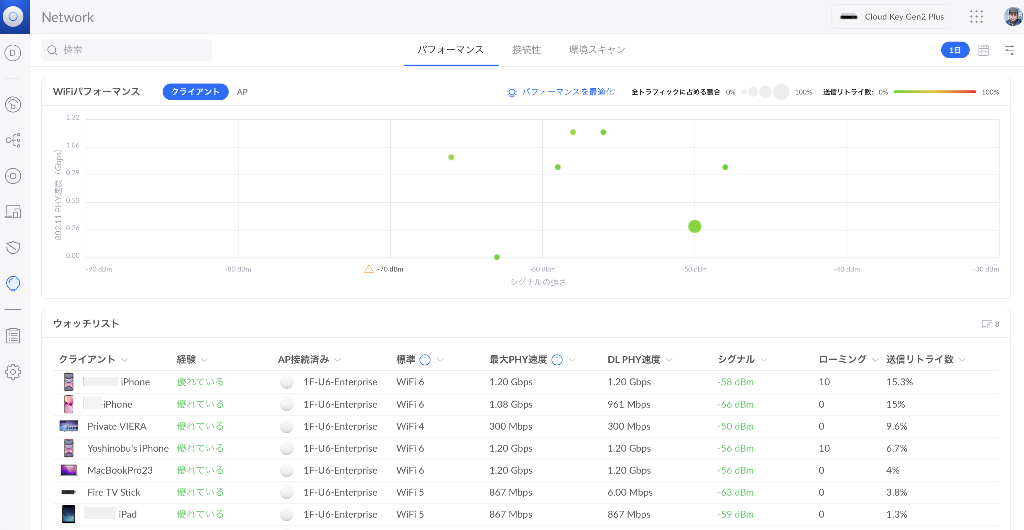 Network
Cloud Key Gen2 Plus
D
検索
パフォーマンス 接続性 環境スキャン
1日
WiFiパフォーマンス クライアント AP
パフォーマンスを最適化 全トラフィックに占める割合 0% 100% 送信リトライ数: 0% 100%
802.11 PHY速度 (Gbps)
1.32
1.06
0.79
0.53
0.26
0.00
-90 dBm -80 dBm -70 dBm -60 dBm -50 dBm -40 dBm -30 dBm
シグナルの強さ
ウォッチリスト 8
クライアント 経験 AP接続済み 標準 最大PHY速度 DL PHY速度 シグナル ローミング 送信リトライ数
iPhone 優れている 1F-U6-Enterprise WiFi 6 1.20 Gbps 1.20 Gbps -58 dBm 10 15.3%
-iPhone 優れている 1F-U6-Enterprise WiFi 6 1.08 Gbps 961 Mbps -66 dBm 0 15%
Private VIERA 優れている 1F-U6-Enterprise WiFi 4 300 Mbps 300 Mbps -50 dBm 0 9.6%
Yoshinobu's iPhone 優れている 1F-U6-Enterprise WiFi 6 1.20 Gbps 1.20 Gbps -56 dBm 10 6.7%
MacBookPro23 優れている 1F-U6-Enterprise WiFi 6 1.20 Gbps 1.20 Gbps -56 dBm 0 4%
Fire TV Stick 優れている 1F-U6-Enterprise WiFi 5 867 Mbps 6.00 Mbps -63 dBm 0 3.8%
iPad 優れている 1F-U6-Enterprise WiFi 5 867 Mbps 867 Mbps -59 dBm 0 1.3%